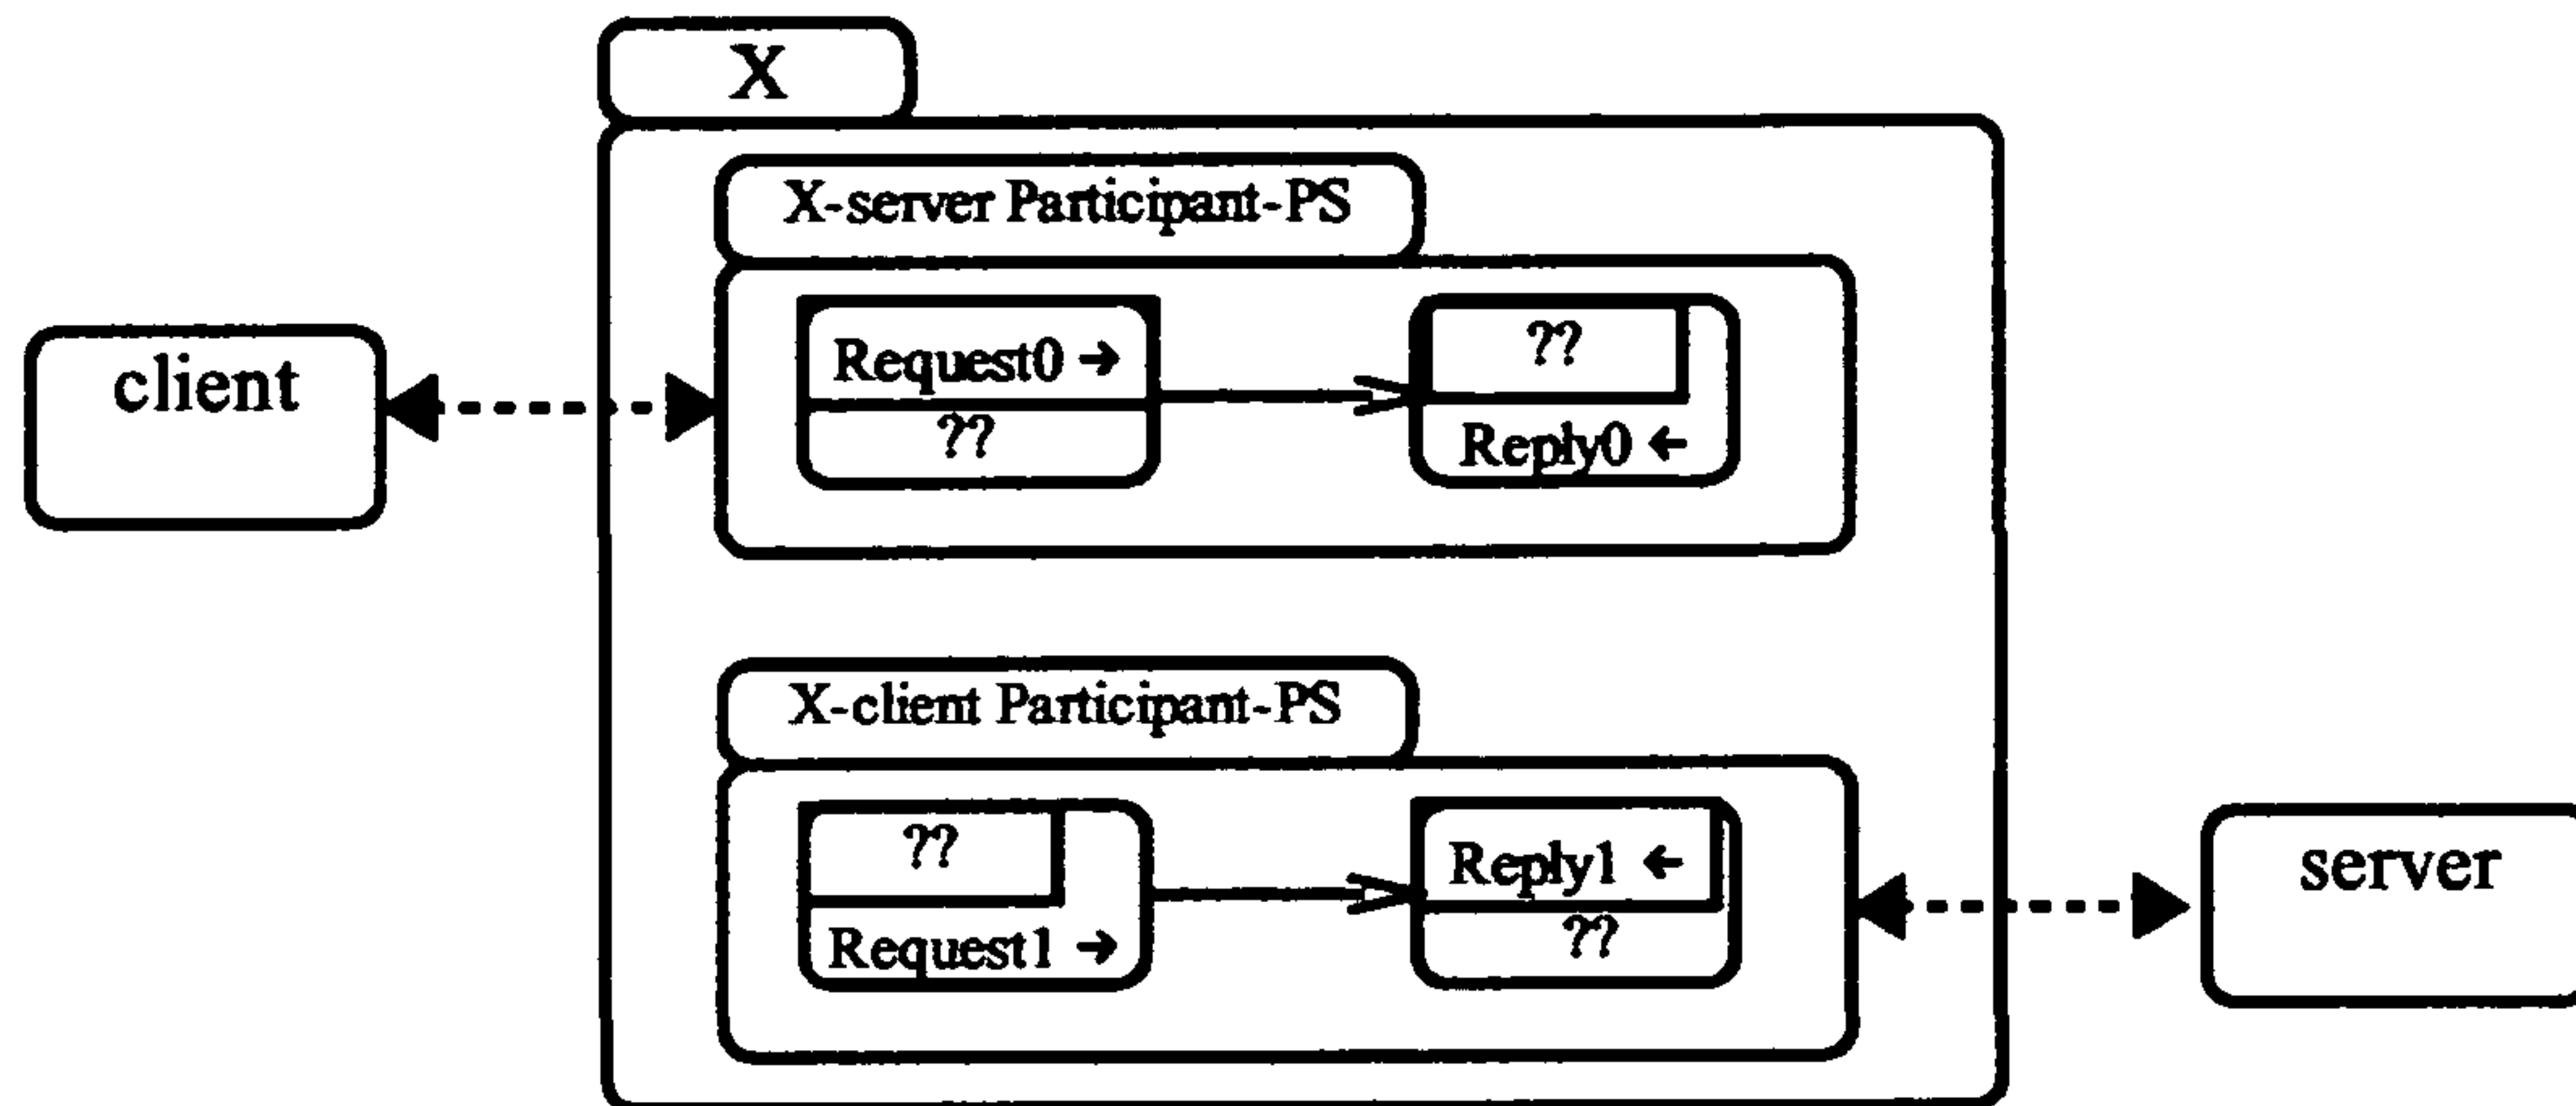 X
X-server Participant-PS
client
Request0 →
??
??
Reply0 ←
X-client Participant-PS
??
Request1 →
Reply1 ←
??
server